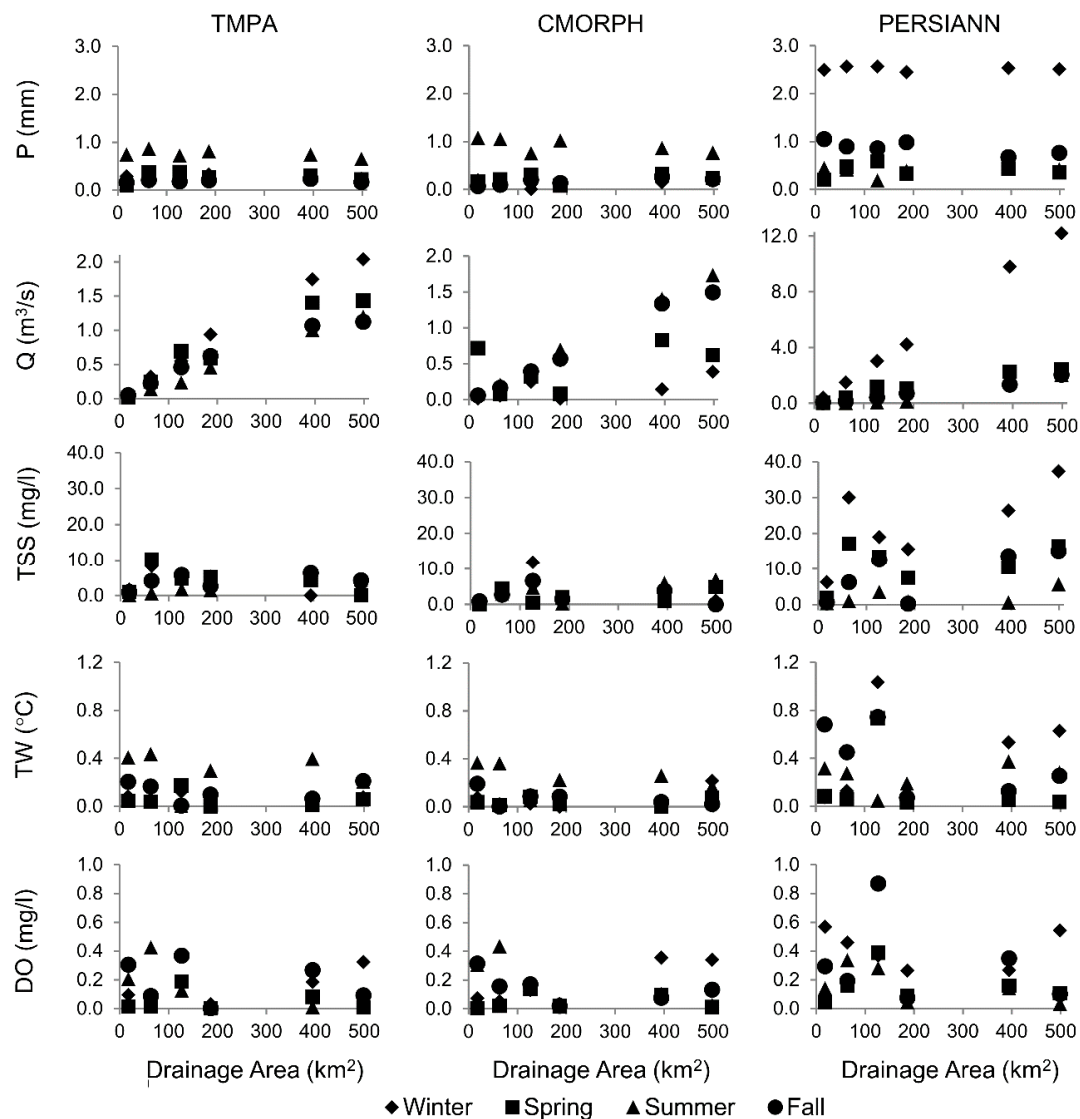 TMPA CMORPH PERSIANN
P (mm)
3.0 3.0 3.0
2.0 2.0 2.0
1.0 1.0 1.0
0.0 0.0 0.0
0 100 200 300 400 500 0 100 200 300 400 500 0 100 200 300 400 500
Q (m³/s)
2.0 2.0 12.0
1.5 1.5 8.0
1.0 1.0 4.0
0.5 0.5 0.0
0.0 0.0
0 100 200 300 400 500 0 100 200 300 400 500 0 100 200 300 400 500
TSS (mg/l)
40.0 40.0 40.0
30.0 30.0 30.0
20.0 20.0 20.0
10.0 10.0 10.0
0.0 0.0 0.0
0 100 200 300 400 500 0 100 200 300 400 500 0 100 200 300 400 500
TW (°C)
1.2 1.2 1.2
0.8 0.8 0.8
0.4 0.4 0.4
0.0 0.0 0.0
0 100 200 300 400 500 0 100 200 300 400 500 0 100 200 300 400 500
DO (mg/l)
1.0 1.0 1.0
0.8 0.8 0.8
0.6 0.6 0.6
0.4 0.4 0.4
0.2 0.2 0.2
0.0 0.0 0.0
0 100 200 300 400 500 0 100 200 300 400 500 0 100 200 300 400 500
Drainage Area (km²) Drainage Area (km²) Drainage Area (km²)
Winter Spring Summer Fall